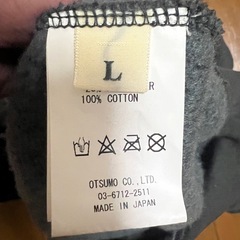 L
100% COTTON
OTSUMO CO.,LTD.
03-6712-2511
MADE IN JAPAN